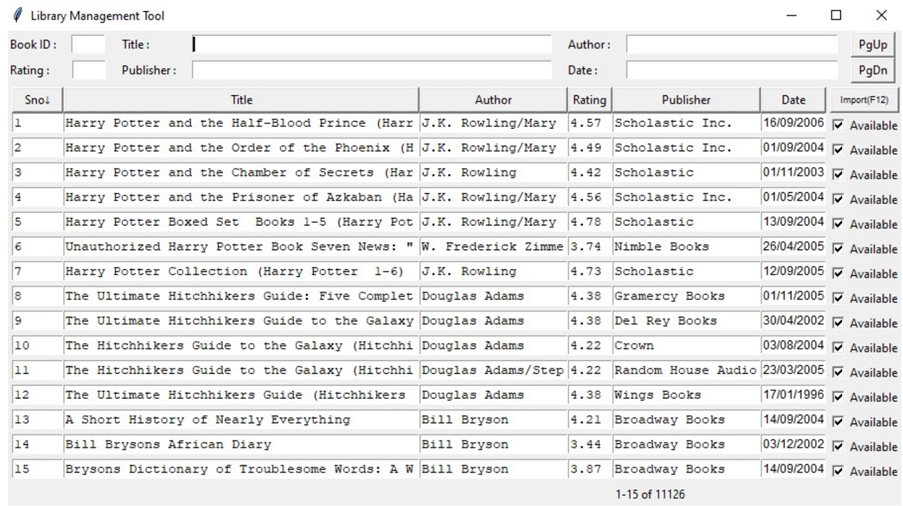 Library Management Tool
Book ID : Title : Author : PgUp
Rating : Publisher : Date : PgDn
Sno↓ Title Author Rating Publisher Date Import(F12)
1 Harry Potter and the Half-Blood Prince (Harr J.K. Rowling/Mary 4.57 Scholastic Inc. 16/09/2006 Available
2 Harry Potter and the Order of the Phoenix (H J.K. Rowling/Mary 4.49 Scholastic Inc. 01/09/2004 Available
3 Harry Potter and the Chamber of Secrets (Har J.K. Rowling 4.42 Scholastic 01/11/2003 Available
4 Harry Potter and the Prisoner of Azkaban (Ha J.K. Rowling/Mary 4.56 Scholastic Inc. 01/05/2004 Available
5 Harry Potter Boxed Set Books 1-5 (Harry Pot J.K. Rowling/Mary 4.78 Scholastic 13/09/2004 Available
6 Unauthorized Harry Potter Book Seven News: " W. Frederick Zimme 3.74 Nimble Books 26/04/2005 Available
7 Harry Potter Collection (Harry Potter 1-6) J.K. Rowling 4.73 Scholastic 12/09/2005 Available
8 The Ultimate Hitchhikers Guide: Five Complet Douglas Adams 4.38 Gramercy Books 01/11/2005 Available
9 The Ultimate Hitchhikers Guide to the Galaxy Douglas Adams 4.38 Del Rey Books 30/04/2002 Available
10 The Hitchhikers Guide to the Galaxy (Hitchhi Douglas Adams 4.22 Crown 03/08/2004 Available
11 The Hitchhikers Guide to the Galaxy (Hitchhi Douglas Adams/Step 4.22 Random House Audio 23/03/2005 Available
12 The Ultimate Hitchhikers Guide (Hitchhikers Douglas Adams 4.38 Wings Books 17/01/1996 Available
13 A Short History of Nearly Everything Bill Bryson 4.21 Broadway Books 14/09/2004 Available
14 Bill Brysons African Diary Bill Bryson 3.44 Broadway Books 03/12/2002 Available
15 Brysons Dictionary of Troublesome Words: A W Bill Bryson 3.87 Broadway Books 14/09/2004 Available
1-15 of 11126